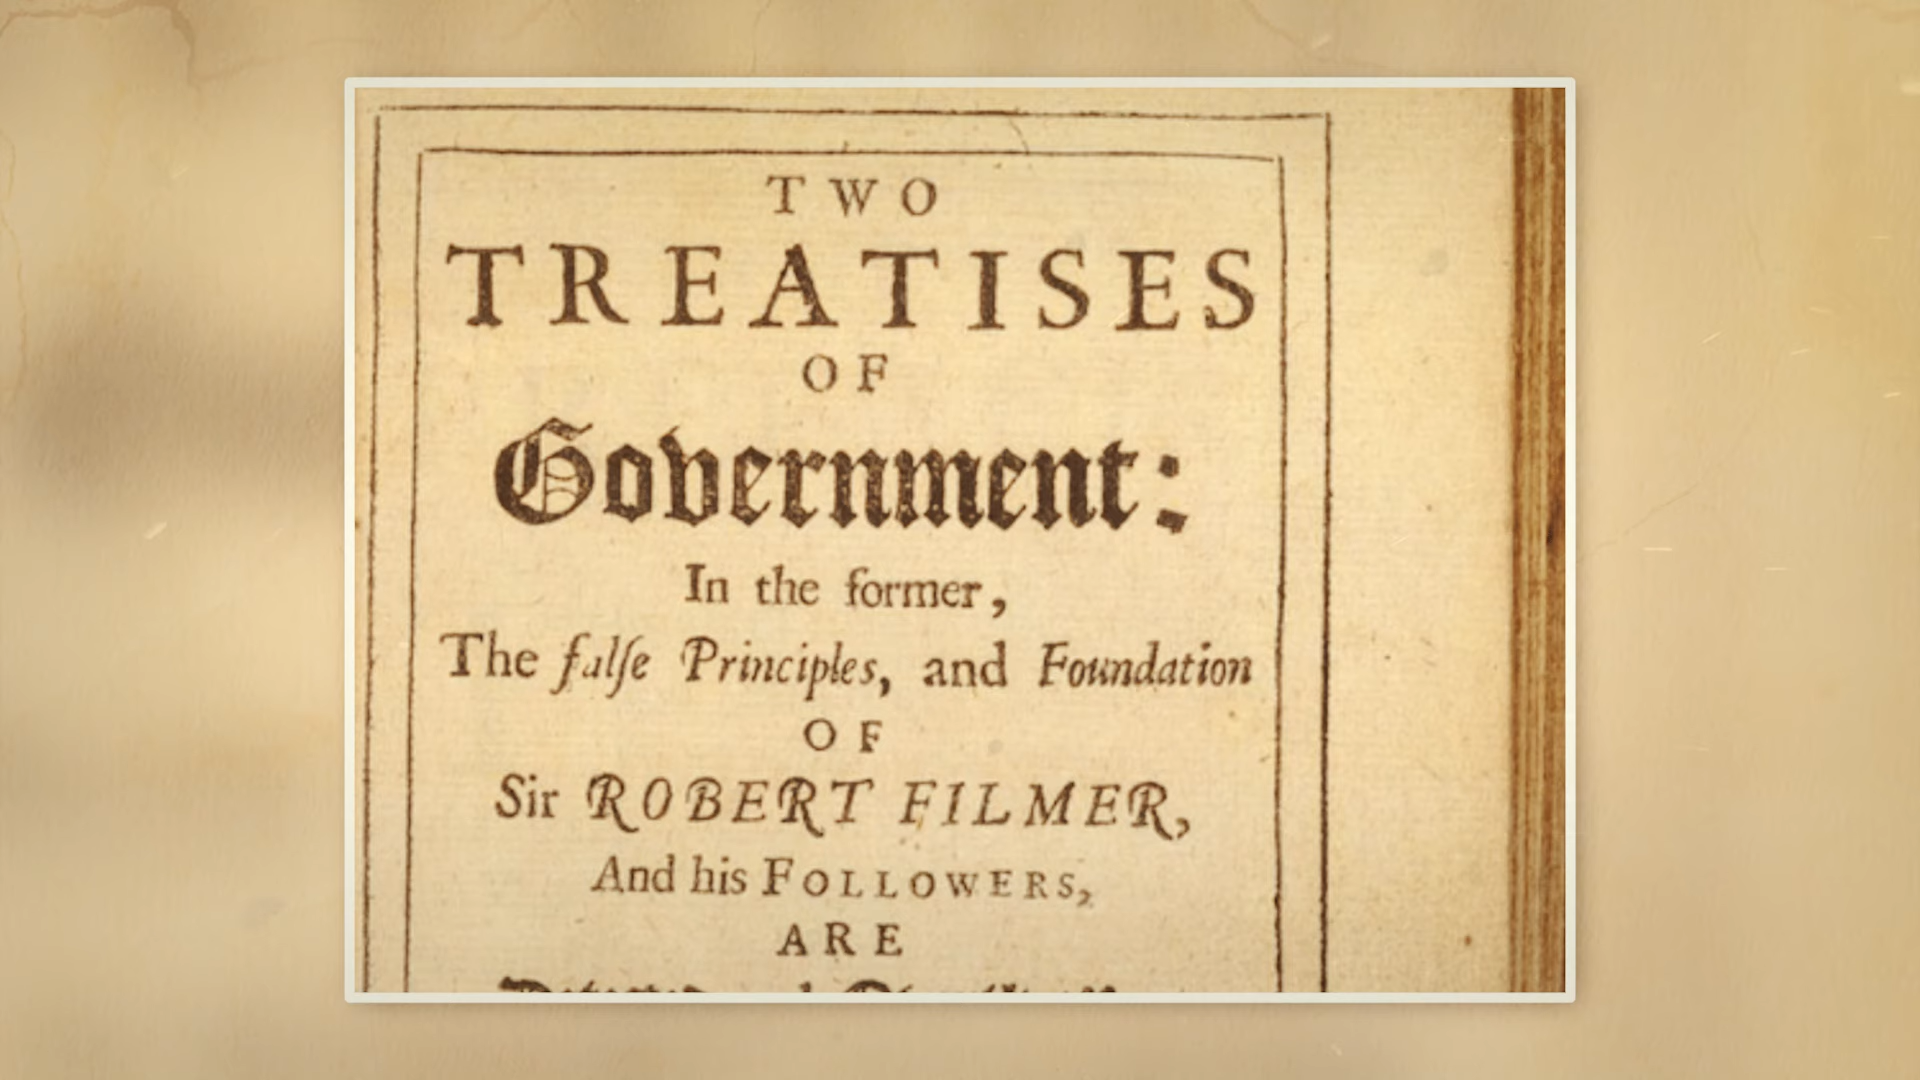 TWO
TREATISES
OF
Government:
In the former,
The falſe Principles, and Foundation
OF
Sir ROBERT FILMER,
And his FOLLOWERS,
ARE